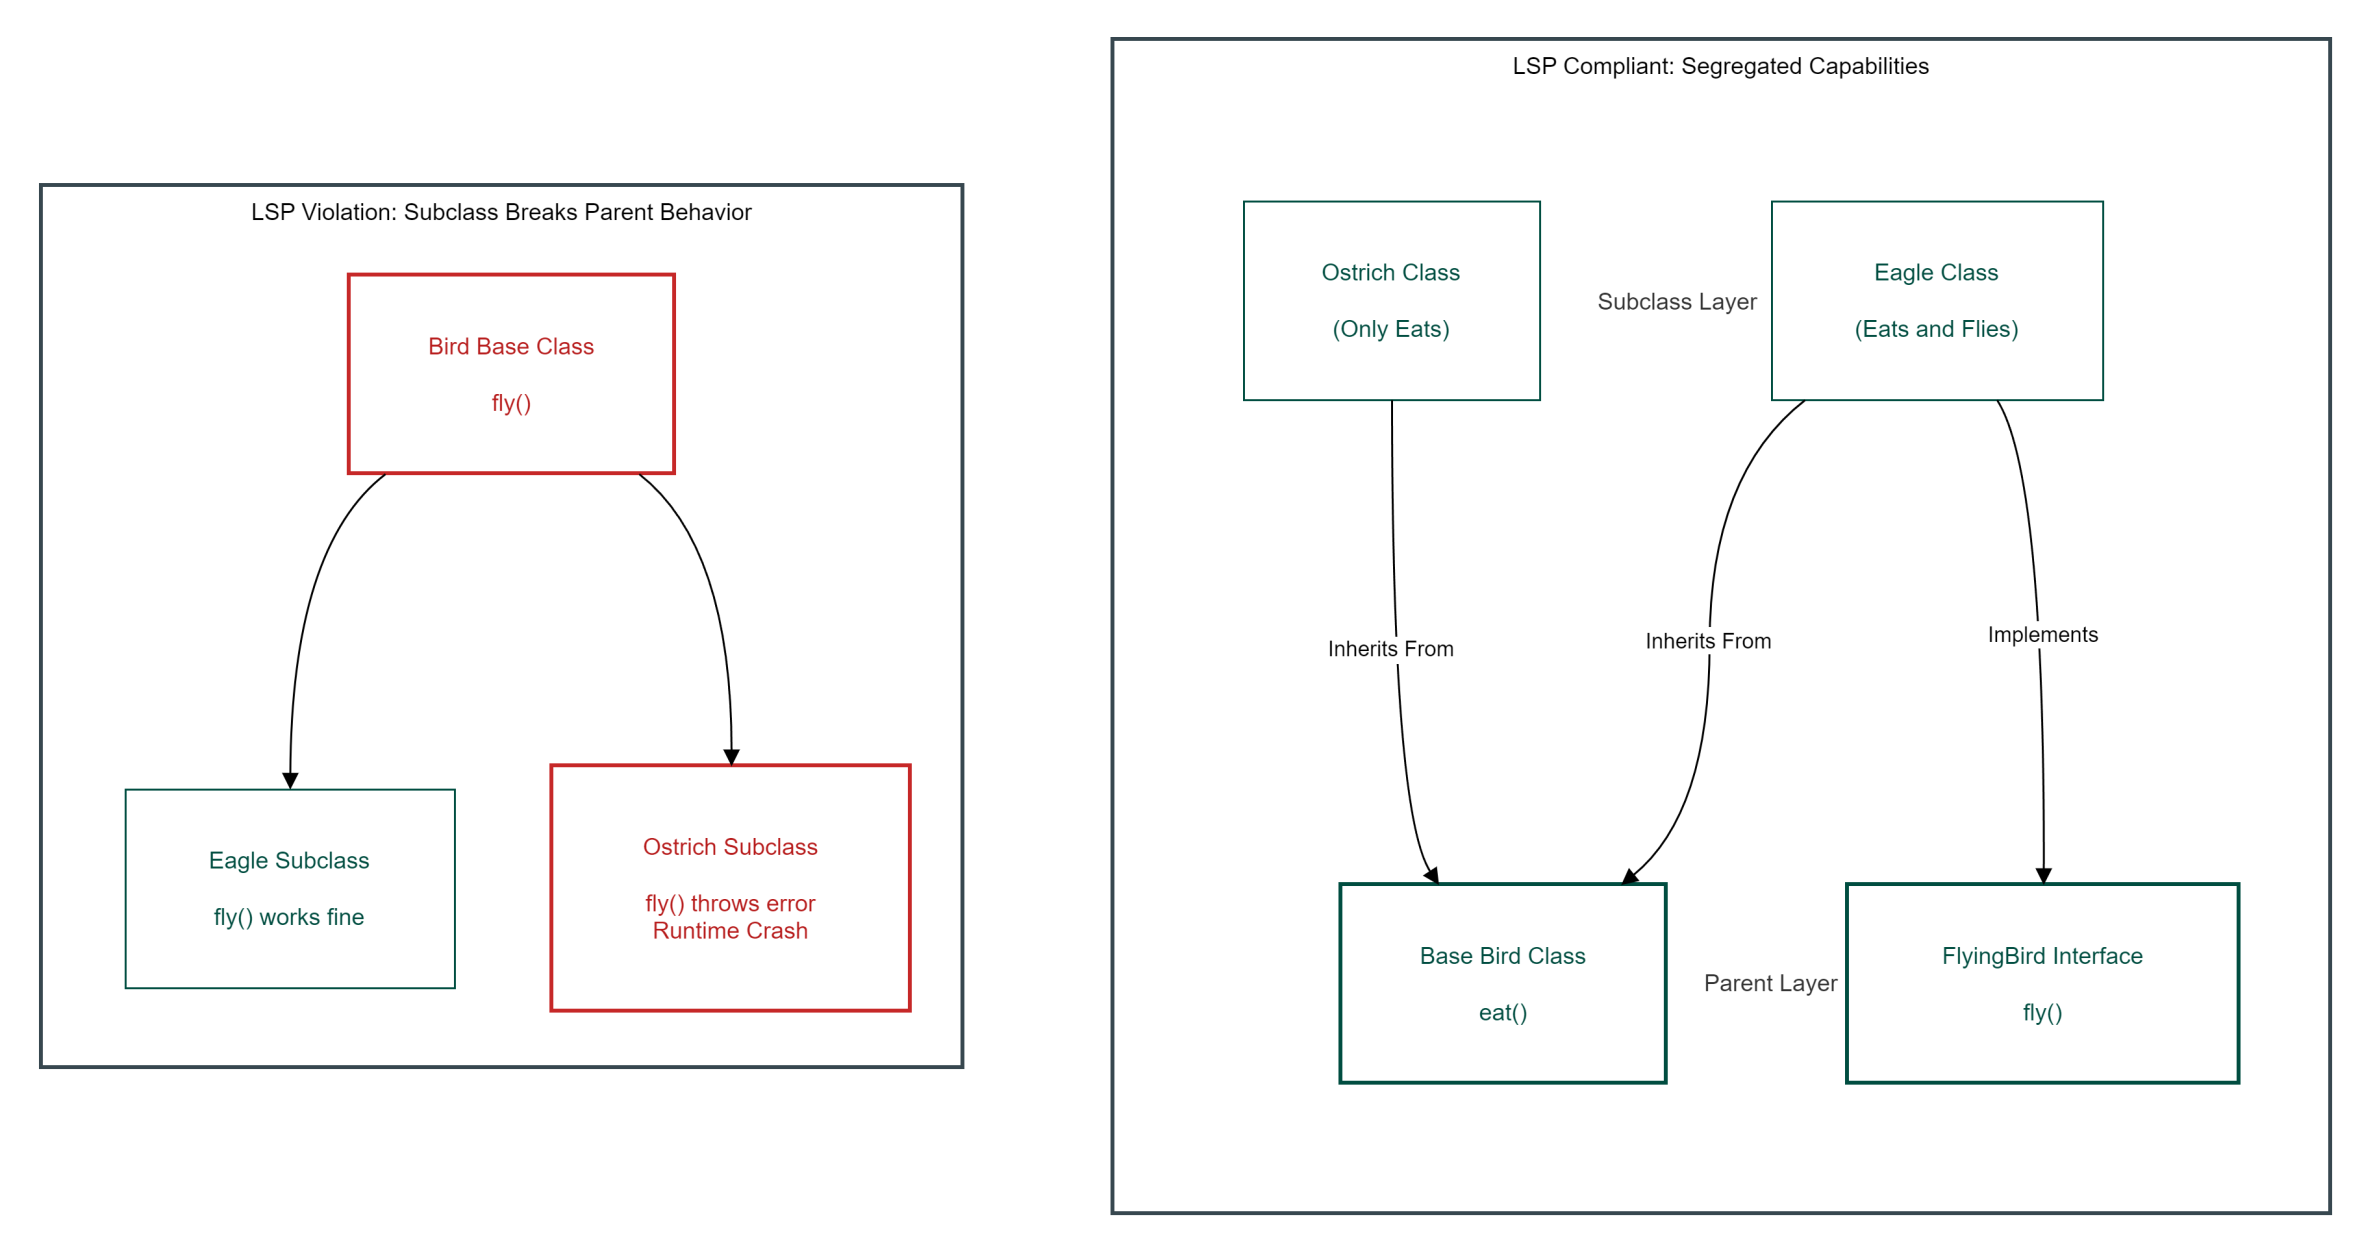 LSP Violation: Subclass Breaks Parent Behavior
Bird Base Class
fly()
Eagle Subclass
fly() works fine
Ostrich Subclass
fly() throws error
Runtime Crash
LSP Compliant: Segregated Capabilities
Ostrich Class
(Only Eats)
Subclass Layer
Eagle Class
(Eats and Flies)
Inherits From
Inherits From
Implements
Base Bird Class
eat()
Parent Layer
FlyingBird Interface
fly()